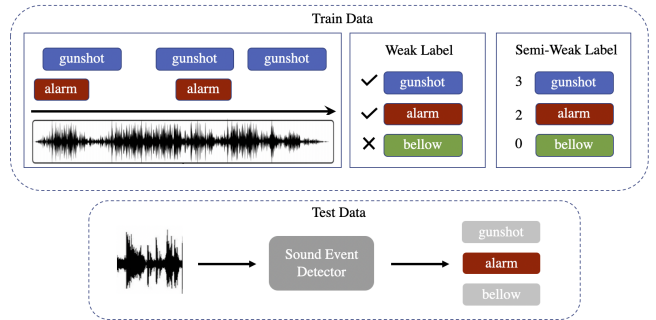 Train Data
gunshot gunshot gunshot
alarm alarm
Weak Label
gunshot
alarm
bellow
Semi-Weak Label
3 gunshot
2 alarm
0 bellow
Test Data
Sound Event
Detector
gunshot
alarm
bellow